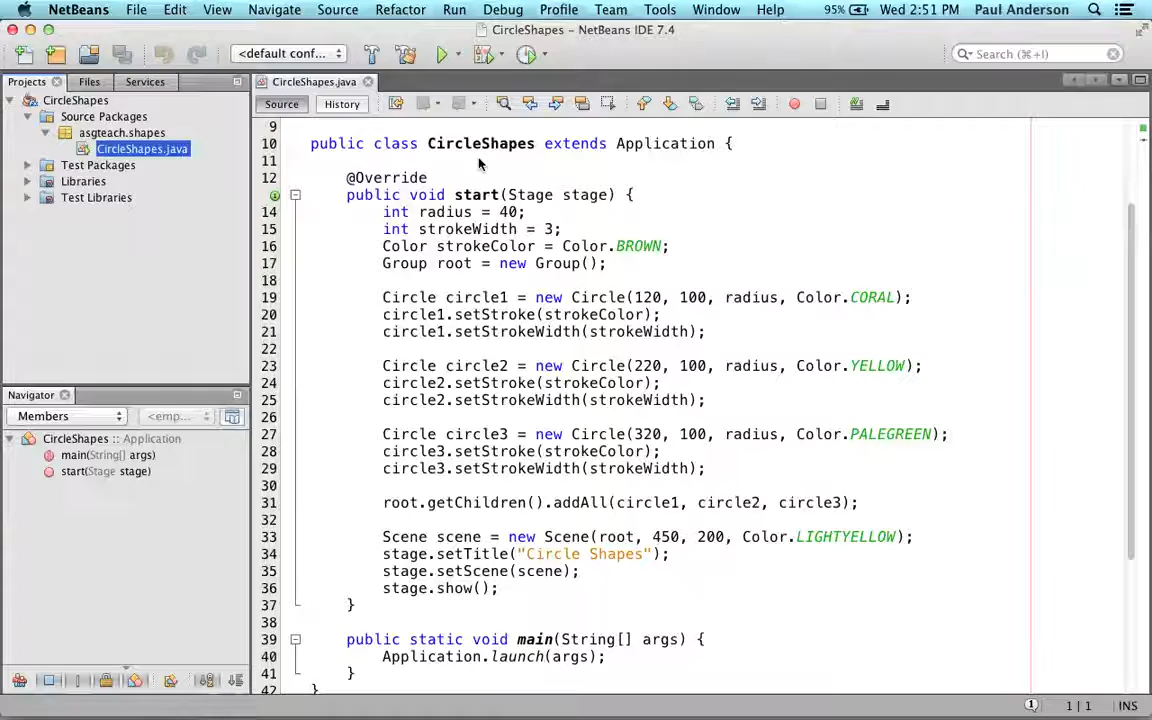 NetBeans File Edit View Navigate Source Refactor Run Debug Profile Team Tools Window Help 95% Wed 2:51 PM Paul Anderson
CircleShapes – NetBeans IDE 7.4
<default conf... Search (⌘+I)
Projects Files Services
CircleShapes
Source Packages
asgteach.shapes
CircleShapes.java
Test Packages
Libraries
Test Libraries
Navigator
Members <emp...
CircleShapes :: Application
main(String[] args)
start(Stage stage)
CircleShapes.java
Source History
9
10 public class CircleShapes extends Application {
11
12 @Override
public void start(Stage stage) {
14 int radius = 40;
15 int strokeWidth = 3;
16 Color strokeColor = Color.BROWN;
17 Group root = new Group();
18
19 Circle circle1 = new Circle(120, 100, radius, Color.CORAL);
20 circle1.setStroke(strokeColor);
21 circle1.setStrokeWidth(strokeWidth);
22
23 Circle circle2 = new Circle(220, 100, radius, Color.YELLOW);
24 circle2.setStroke(strokeColor);
25 circle2.setStrokeWidth(strokeWidth);
26
27 Circle circle3 = new Circle(320, 100, radius, Color.PALEGREEN);
28 circle3.setStroke(strokeColor);
29 circle3.setStrokeWidth(strokeWidth);
30
31 root.getChildren().addAll(circle1, circle2, circle3);
32
33 Scene scene = new Scene(root, 450, 200, Color.LIGHTYELLOW);
34 stage.setTitle("Circle Shapes");
35 stage.setScene(scene);
36 stage.show();
37 }
38
39 public static void main(String[] args) {
40 Application.launch(args);
41 }
42 }
1 1 | 1 INS